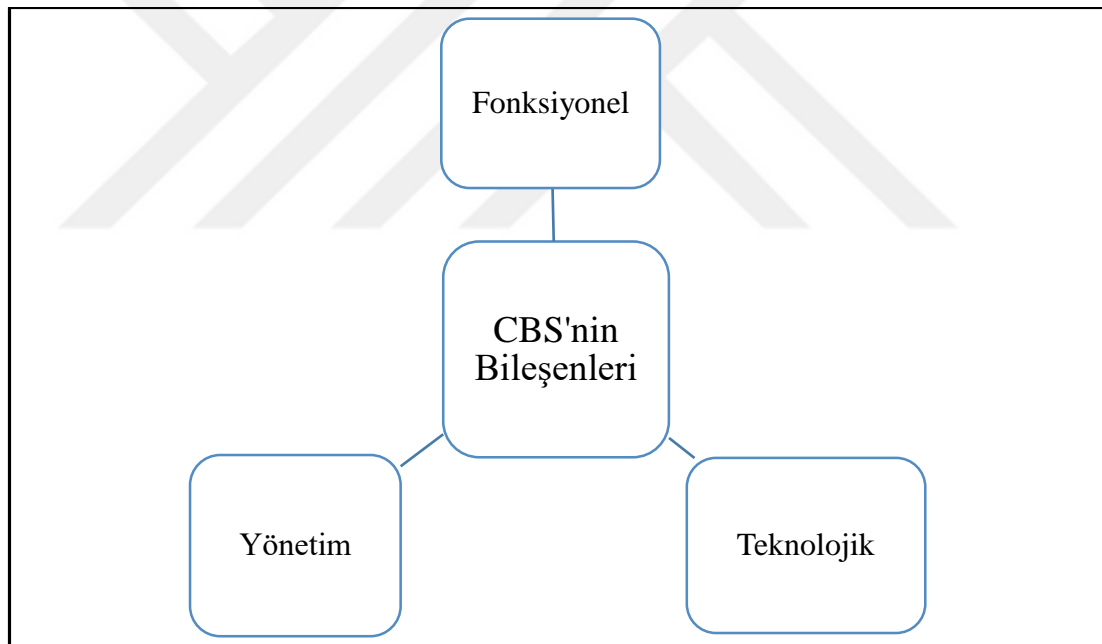 Fonksiyonel
CBS'nin
Bileşenleri
Yönetim
Teknolojik